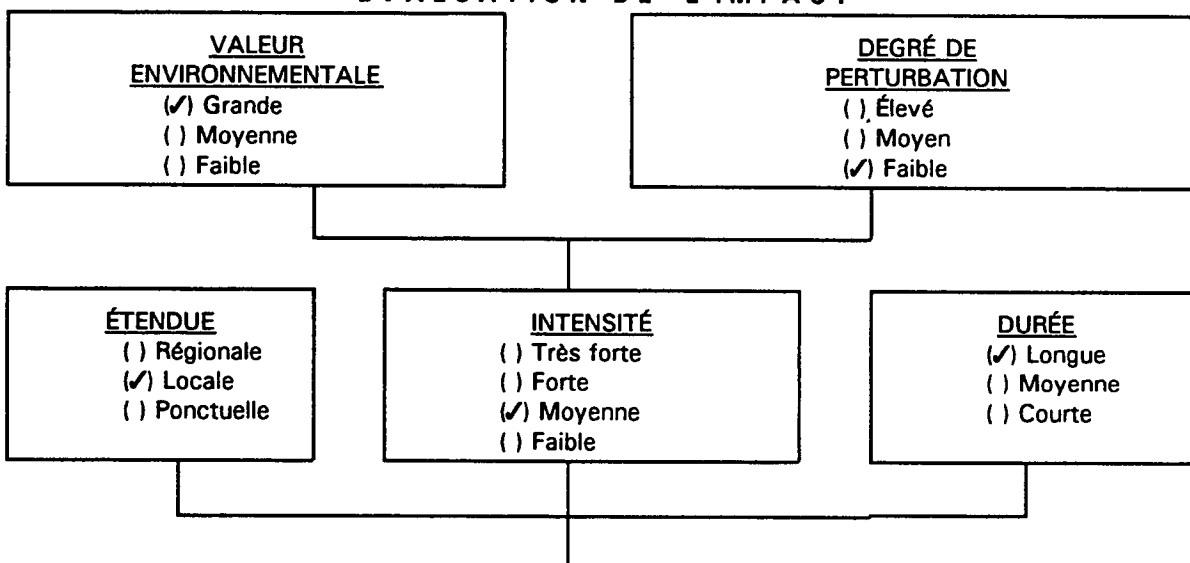 VALEUR
ENVIRONNEMENTALE
(✓) Grande
( ) Moyenne
( ) Faible
DEGRÉ DE
PERTURBATION
( ) Élevé
( ) Moyen
(✓) Faible
ÉTENDUE
( ) Régionale
(✓) Locale
( ) Ponctuelle
INTENSITÉ
( ) Très forte
( ) Forte
(✓) Moyenne
( ) Faible
DURÉE
(✓) Longue
( ) Moyenne
( ) Courte